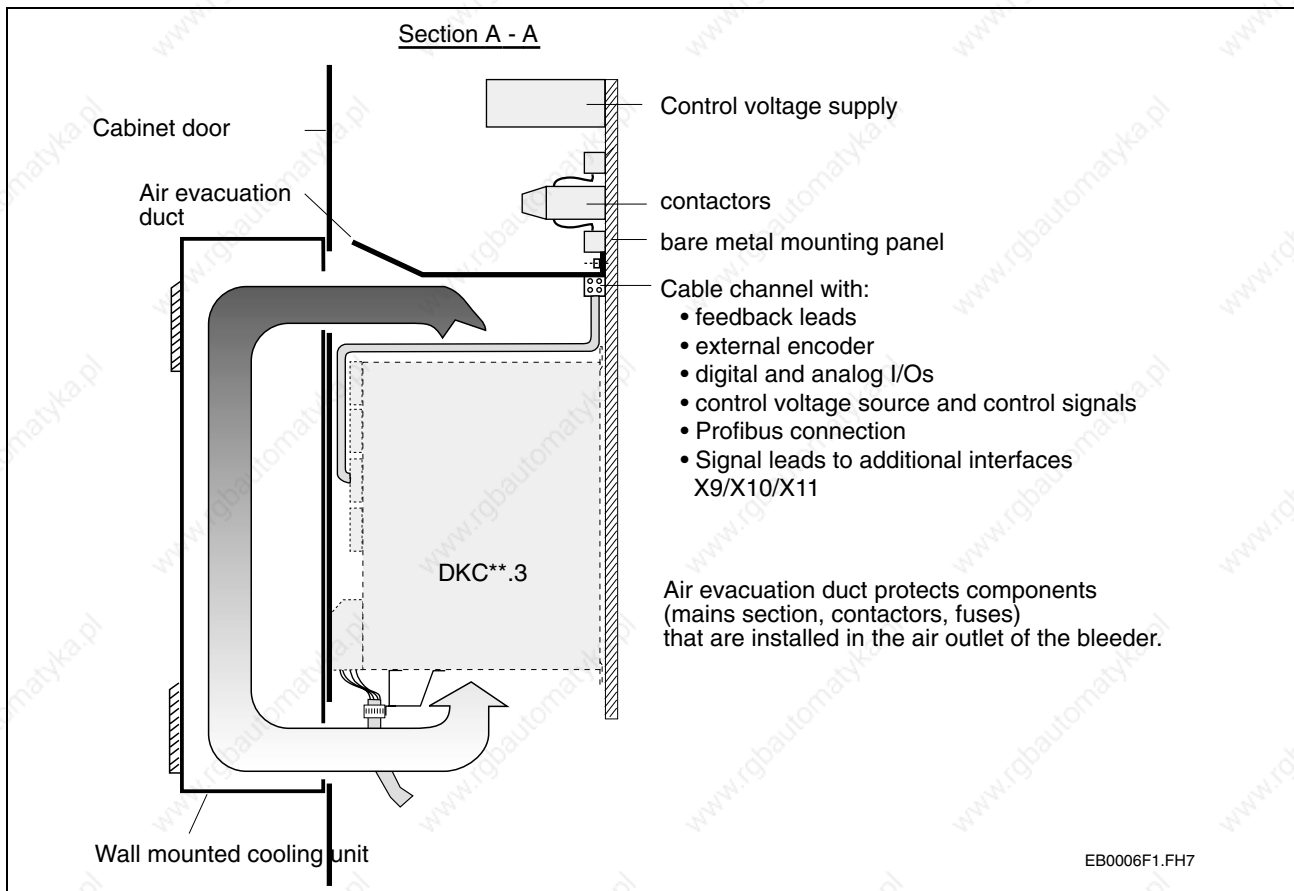 Section A - A
Cabinet door
Air evacuation
duct
Control voltage supply
contactors
bare metal mounting panel
Cable channel with:
• feedback leads
• external encoder
• digital and analog I/Os
• control voltage source and control signals
• Profibus connection
• Signal leads to additional interfaces
X9/X10/X11
DKC**.3
Air evacuation duct protects components
(mains section, contactors, fuses)
that are installed in the air outlet of the bleeder.
Wall mounted cooling unit
EB0006F1.FH7
www.rgbautomatyka.pl